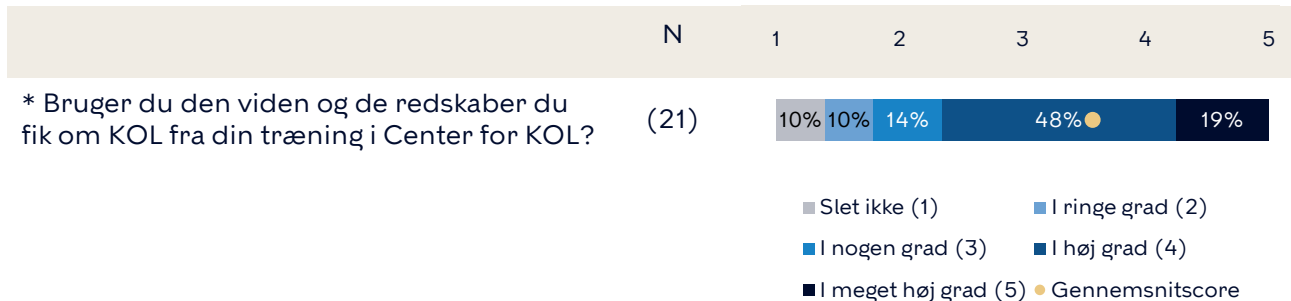 N 1 2 3 4 5
* Bruger du den viden og de redskaber du
fik om KOL fra din træning i Center for KOL?
(21)
10% 10% 14% 48% 19%
Slet ikke (1) I ringe grad (2)
I nogen grad (3) I høj grad (4)
I meget høj grad (5) Gennemsnitscore